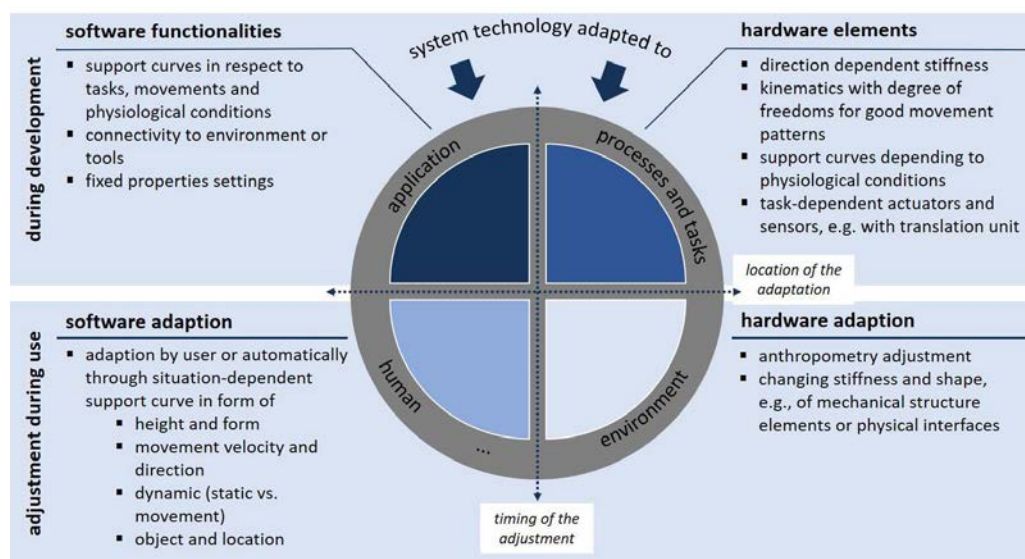 system technology adapted to
during development
software functionalities
▪ support curves in respect to
tasks, movements and
physiological conditions
▪ connectivity to environment or
tools
▪ fixed properties settings
hardware elements
▪ direction dependent stiffness
▪ kinematics with degree of
freedoms for good movement
patterns
▪ support curves depending to
physiological conditions
▪ task-dependent actuators and
sensors, e.g. with translation unit
application
processes and tasks
human
...
environment
location of the
adaptation
timing of the
adjustment
adjustment during use
software adaption
▪ adaption by user or automatically
through situation-dependent
support curve in form of
▪ height and form
▪ movement velocity and
direction
▪ dynamic (static vs.
movement)
▪ object and location
hardware adaption
▪ anthropometry adjustment
▪ changing stiffness and shape,
e.g., of mechanical structure
elements or physical interfaces